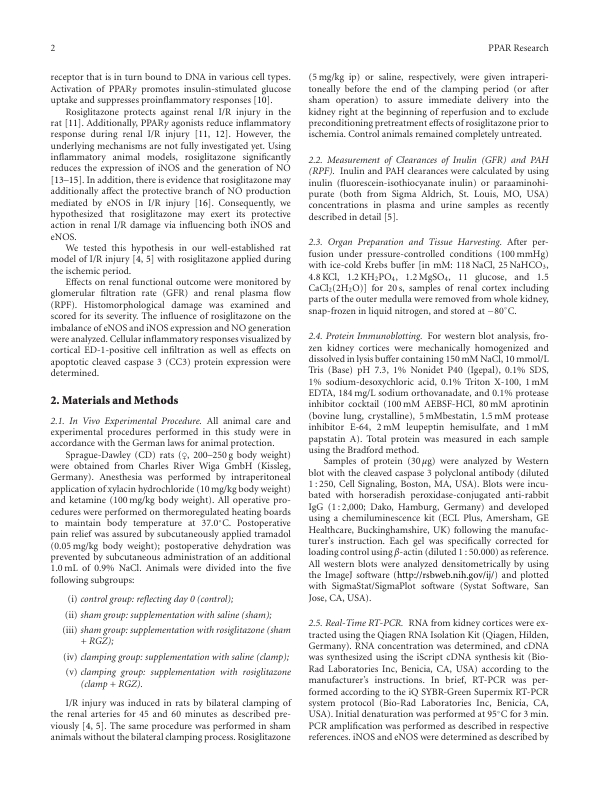 2
PPAR Research
receptor that is in turn bound to DNA in various cell types.
Activation of PPARγ promotes insulin-stimulated glucose
uptake and suppresses proinflammatory responses [10].
Rosiglitazone protects against renal I/R injury in the
rat [11]. Additionally, PPARγ agonists reduce inflammatory
response during renal I/R injury [11, 12]. However, the
underlying mechanisms are not fully investigated yet. Using
inflammatory animal models, rosiglitazone significantly
reduces the expression of iNOS and the generation of NO
[13–15]. In addition, there is evidence that rosiglitazone may
additionally affect the protective branch of NO production
mediated by eNOS in I/R injury [16]. Consequently, we
hypothesized that rosiglitazone may exert its protective
action in renal I/R damage via influencing both iNOS and
eNOS.
We tested this hypothesis in our well-established rat
model of I/R injury [4, 5] with rosiglitazone applied during
the ischemic period.
Effects on renal functional outcome were monitored by
glomerular filtration rate (GFR) and renal plasma flow
(RPF). Histomorphological damage was examined and
scored for its severity. The influence of rosiglitazone on the
imbalance of eNOS and iNOS expression and NO generation
were analyzed. Cellular inflammatory responses visualized by
cortical ED-1-positive cell infiltration as well as effects on
apoptotic cleaved caspase 3 (CC3) protein expression were
determined.
2. Materials and Methods
2.1. In Vivo Experimental Procedure. All animal care and
experimental procedures performed in this study were in
accordance with the German laws for animal protection.
Sprague-Dawley (CD) rats (♀, 200–250 g body weight)
were obtained from Charles River Wiga GmbH (Kissleg,
Germany). Anesthesia was performed by intraperitoneal
application of xylacin hydrochloride (10 mg/kg body weight)
and ketamine (100 mg/kg body weight). All operative pro-
cedures were performed on thermoregulated heating boards
to maintain body temperature at 37.0°C. Postoperative
pain relief was assured by subcutaneously applied tramadol
(0.05 mg/kg body weight); postoperative dehydration was
prevented by subcutaneous administration of an additional
1.0 mL of 0.9% NaCl. Animals were divided into the five
following subgroups:
(i) control group: reflecting day 0 (control);
(ii) sham group: supplementation with saline (sham);
(iii) sham group: supplementation with rosiglitazone (sham
+ RGZ);
(iv) clamping group: supplementation with saline (clamp);
(v) clamping group: supplementation with rosiglitazone
(clamp + RGZ).
I/R injury was induced in rats by bilateral clamping of
the renal arteries for 45 and 60 minutes as described pre-
viously [4, 5]. The same procedure was performed in sham
animals without the bilateral clamping process. Rosiglitazone
(5 mg/kg ip) or saline, respectively, were given intraperi-
toneally before the end of the clamping period (or after
sham operation) to assure immediate delivery into the
kidney right at the beginning of reperfusion and to exclude
preconditioning pretreatment effects of rosiglitazone prior to
ischemia. Control animals remained completely untreated.
2.2. Measurement of Clearances of Inulin (GFR) and PAH
(RPF). Inulin and PAH clearances were calculated by using
inulin (fluorescein-isothiocyanate inulin) or paraaminohi-
purate (both from Sigma Aldrich, St. Louis, MO, USA)
concentrations in plasma and urine samples as recently
described in detail [5].
2.3. Organ Preparation and Tissue Harvesting. After per-
fusion under pressure-controlled conditions (100 mmHg)
with ice-cold Krebs buffer [in mM: 118 NaCl, 25 NaHCO3,
4.8 KCl, 1.2 KH2PO4, 1.2 MgSO4, 11 glucose, and 1.5
CaCl2(2H2O)] for 20 s, samples of renal cortex including
parts of the outer medulla were removed from whole kidney,
snap-frozen in liquid nitrogen, and stored at −80°C.
2.4. Protein Immunoblotting. For western blot analysis, fro-
zen kidney cortices were mechanically homogenized and
dissolved in lysis buffer containing 150 mM NaCl, 10 mmol/L
Tris (Base) pH 7.3, 1% Nonidet P40 (Igepal), 0.1% SDS,
1% sodium-desoxychloric acid, 0.1% Triton X-100, 1 mM
EDTA, 184 mg/L sodium orthovanadate, and 0.1% protease
inhibitor cocktail (100 mM AEBSF-HCl, 80 mM aprotinin
(bovine lung, crystalline), 5 mMbestatin, 1.5 mM protease
inhibitor E-64, 2 mM leupeptin hemisulfate, and 1 mM
papstatin A). Total protein was measured in each sample
using the Bradford method.
Samples of protein (30 μg) were analyzed by Western
blot with the cleaved caspase 3 polyclonal antibody (diluted
1 : 250, Cell Signaling, Boston, MA, USA). Blots were incu-
bated with horseradish peroxidase-conjugated anti-rabbit
IgG (1 : 2,000; Dako, Hamburg, Germany) and developed
using a chemiluminescence kit (ECL Plus, Amersham, GE
Healthcare, Buckinghamshire, UK) following the manufac-
turer's instruction. Each gel was specifically corrected for
loading control using β-actin (diluted 1 : 50.000) as reference.
All western blots were analyzed densitometrically by using
the ImageJ software (http://rsbweb.nih.gov/ij/) and plotted
with SigmaStat/SigmaPlot software (Systat Software, San
Jose, CA, USA).
2.5. Real-Time RT-PCR. RNA from kidney cortices were ex-
tracted using the Qiagen RNA Isolation Kit (Qiagen, Hilden,
Germany). RNA concentration was determined, and cDNA
was synthesized using the iScript cDNA synthesis kit (Bio-
Rad Laboratories Inc, Benicia, CA, USA) according to the
manufacturer's instructions. In brief, RT-PCR was per-
formed according to the iQ SYBR-Green Supermix RT-PCR
system protocol (Bio-Rad Laboratories Inc, Benicia, CA,
USA). Initial denaturation was performed at 95°C for 3 min.
PCR amplification was performed as described in respective
references. iNOS and eNOS were determined as described by